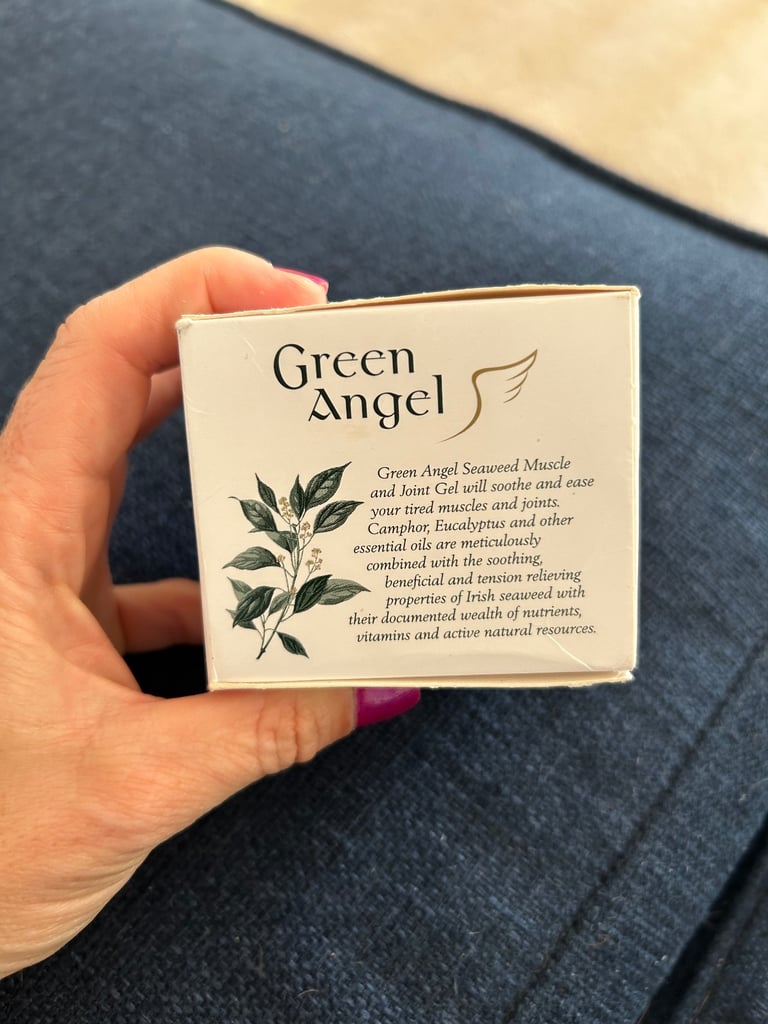 Green
Angel
Green Angel Seaweed Muscle
and Joint Gel will soothe and ease
your tired muscles and joints.
Camphor, Eucalyptus and other
essential oils are meticulously
combined with the soothing,
beneficial and tension relieving
properties of Irish seaweed with
their documented wealth of nutrients,
vitamins and active natural resources.